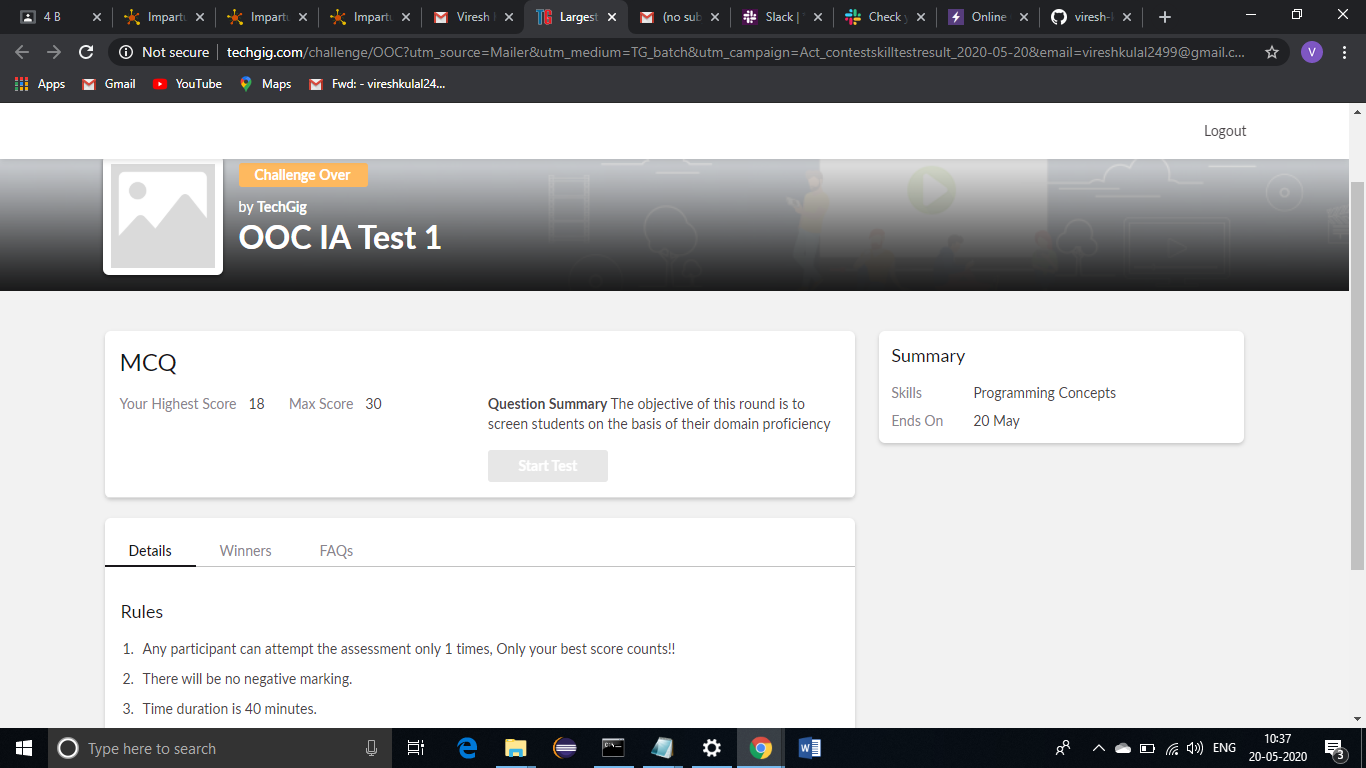 4 B
Impartu
Impartu
Impartu
Viresh
TG Largest
(no sub
Slack |
Check y
Online
viresh-
Not secure techgig.com/challenge/OOC?utm_source=Mailer&utm_medium=TG_batch&utm_campaign=Act_contestskilltestresult_2020-05-20&email=vireshkulal2499@gmail.c...
V
Apps Gmail YouTube Maps Fwd: - vireshkulal24...
Logout
Challenge Over
by TechGig
OOC IA Test 1
MCQ
Your Highest Score 18 Max Score 30
Question Summary The objective of this round is to
screen students on the basis of their domain proficiency
Start Test
Summary
Skills Programming Concepts
Ends On 20 May
Details Winners FAQs
Rules
1. Any participant can attempt the assessment only 1 times, Only your best score counts!!
2. There will be no negative marking.
3. Time duration is 40 minutes.
Type here to search
ENG
10:37
20-05-2020
3